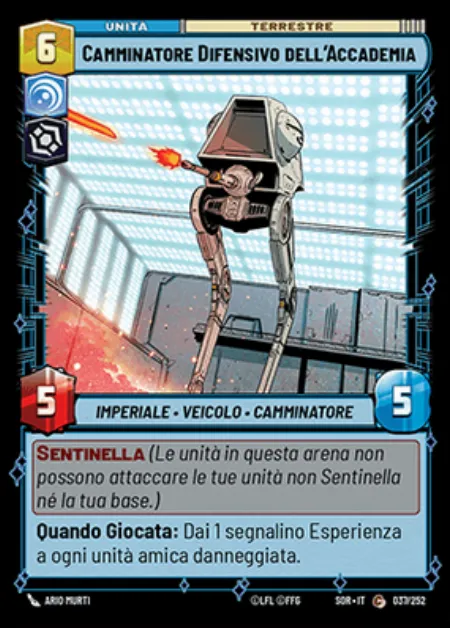 UNITÀ
TERRESTRE
6
CAMMINATORE DIFENSIVO DELL'ACCADEMIA
5
IMPERIALE • VEICOLO • CAMMINATORE
5
SENTINELLA (Le unità in questa arena non
possono attaccare le tue unità non Sentinella
né la tua base.)
Quando Giocata: Dai 1 segnalino Esperienza
a ogni unità amica danneggiata.
ARIO MURTI
©LFL ©FFG
SOR • IT
C
037/252